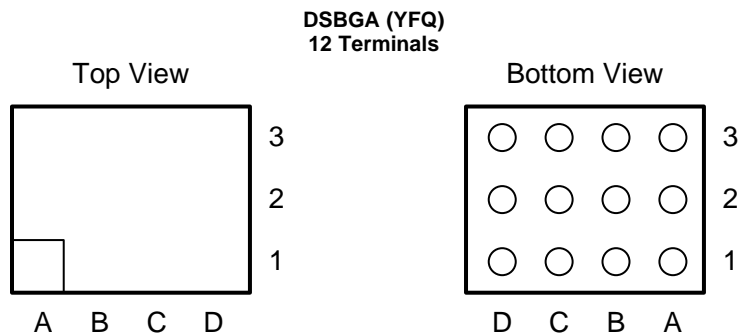 DSBGA (YFQ)
12 Terminals
Top View
3
2
1
A B C D
Bottom View
3
2
1
D C B A